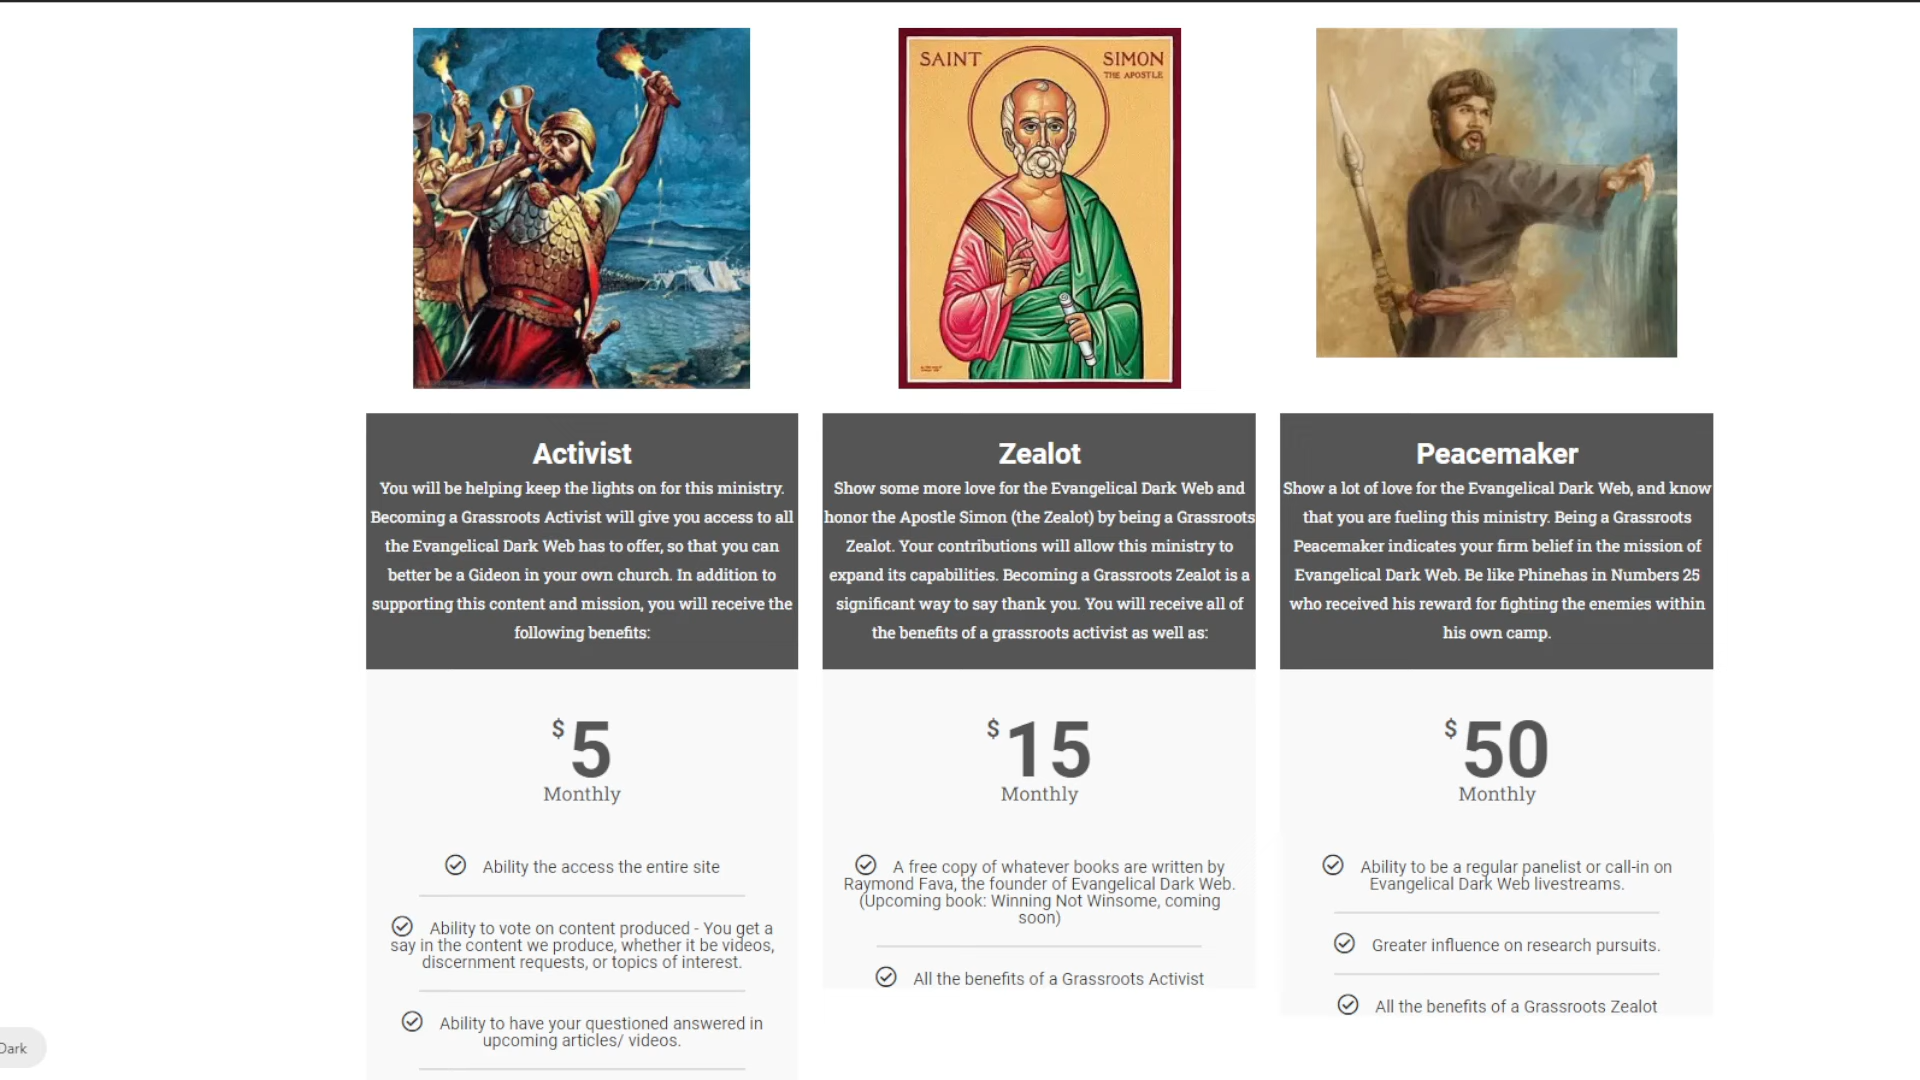 SAINT SIMON
THE APOSTLE
Activist
You will be helping keep the lights on for this ministry.
Becoming a Grassroots Activist will give you access to all
the Evangelical Dark Web has to offer, so that you can
better be a Gideon in your own church. In addition to
supporting this content and mission, you will receive the
following benefits:
$5
Monthly
Ability the access the entire site
Ability to vote on content produced - You get a
say in the content we produce, whether it be videos,
discernment requests, or topics of interest.
Ability to have your questioned answered in
upcoming articles/ videos.
Zealot
Show some more love for the Evangelical Dark Web and
honor the Apostle Simon (the Zealot) by being a Grassroots
Zealot. Your contributions will allow this ministry to
expand its capabilities. Becoming a Grassroots Zealot is a
significant way to say thank you. You will receive all of
the benefits of a grassroots activist as well as:
$15
Monthly
A free copy of whatever books are written by
Raymond Fava, the founder of Evangelical Dark Web.
(Upcoming book: Winning Not Winsome, coming
soon)
All the benefits of a Grassroots Activist
Peacemaker
Show a lot of love for the Evangelical Dark Web, and know
that you are fueling this ministry. Being a Grassroots
Peacemaker indicates your firm belief in the mission of
Evangelical Dark Web. Be like Phinehas in Numbers 25
who received his reward for fighting the enemies within
his own camp.
$50
Monthly
Ability to be a regular panelist or call-in on
Evangelical Dark Web livestreams.
Greater influence on research pursuits.
All the benefits of a Grassroots Zealot
Dark